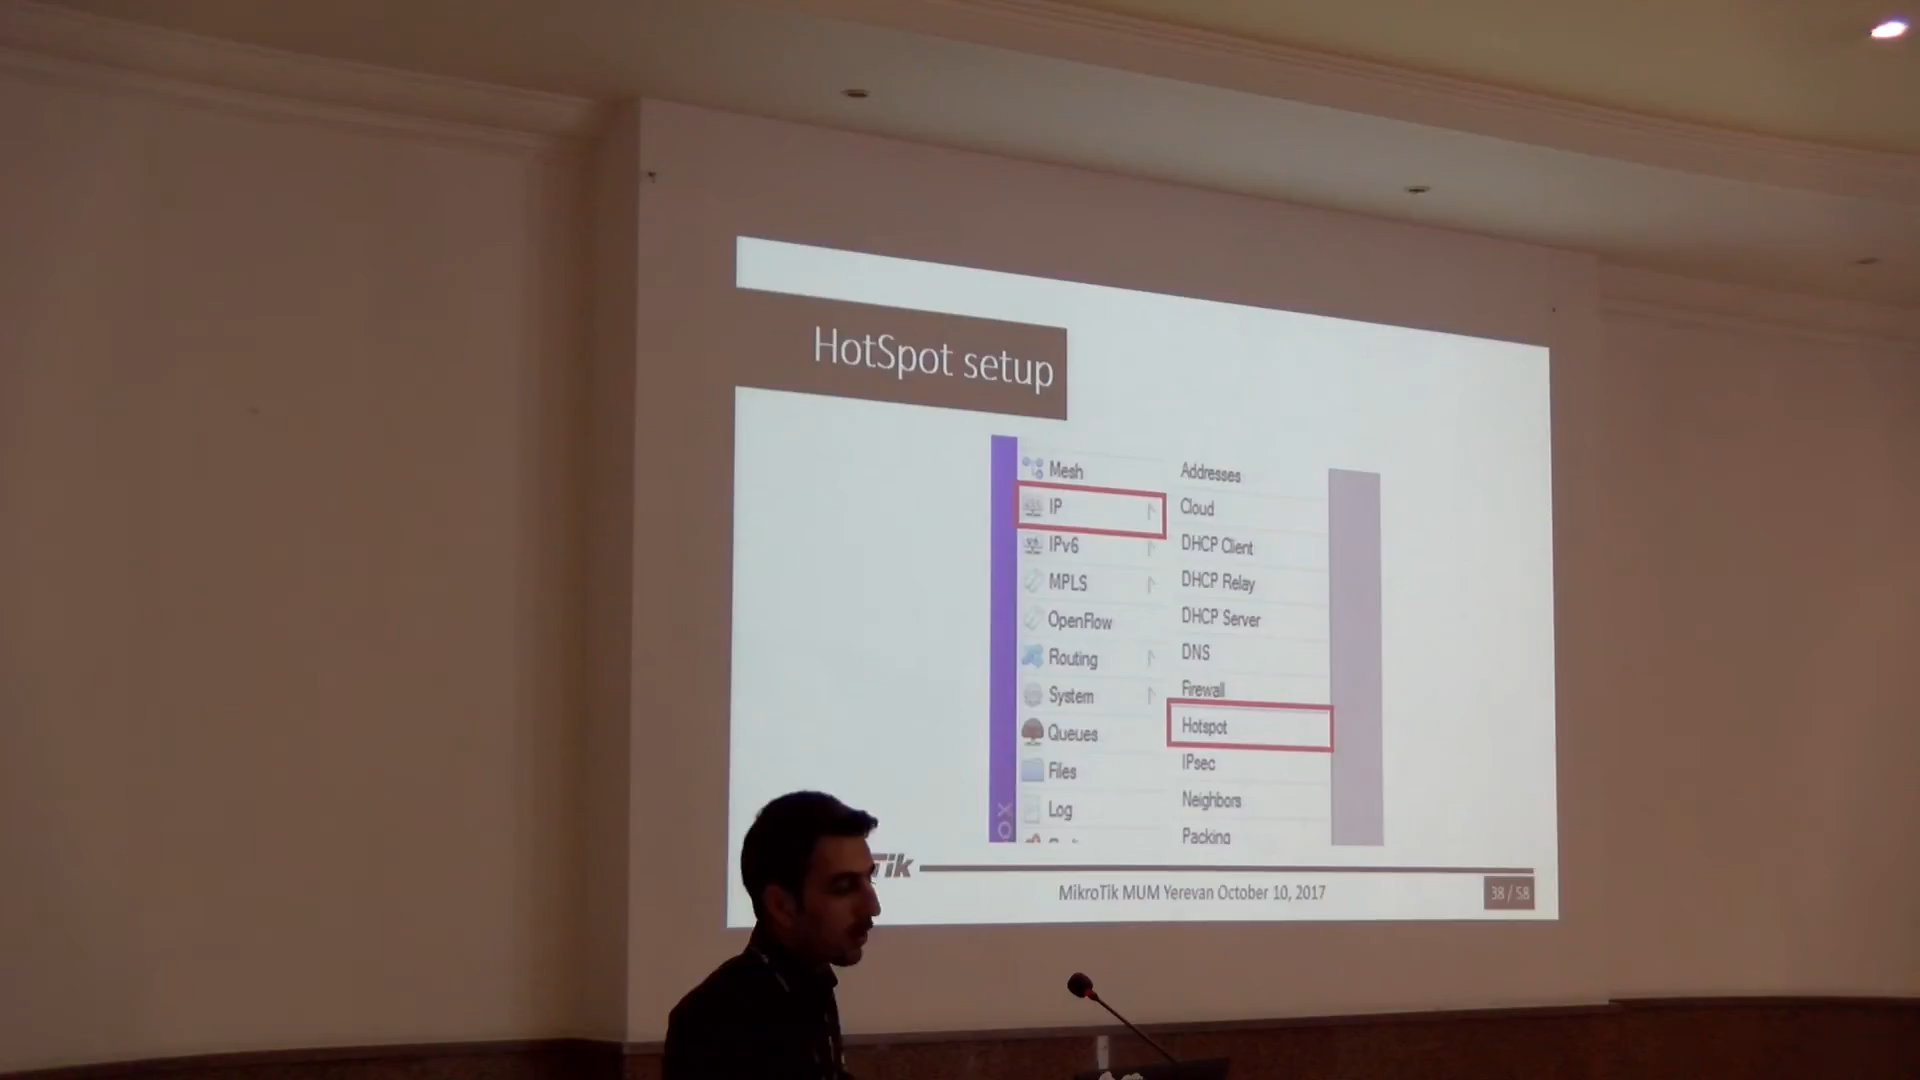 HotSpot setup
Mesh
IP
IPv6
MPLS
OpenFlow
Routing
System
Queues
Files
Log
Addresses
Cloud
DHCP Client
DHCP Relay
DHCP Server
DNS
Firewall
Hotspot
IPsec
Neighbors
Packing
OX
Tik
MikroTik MUM Yerevan October 10, 2017
38 / 58